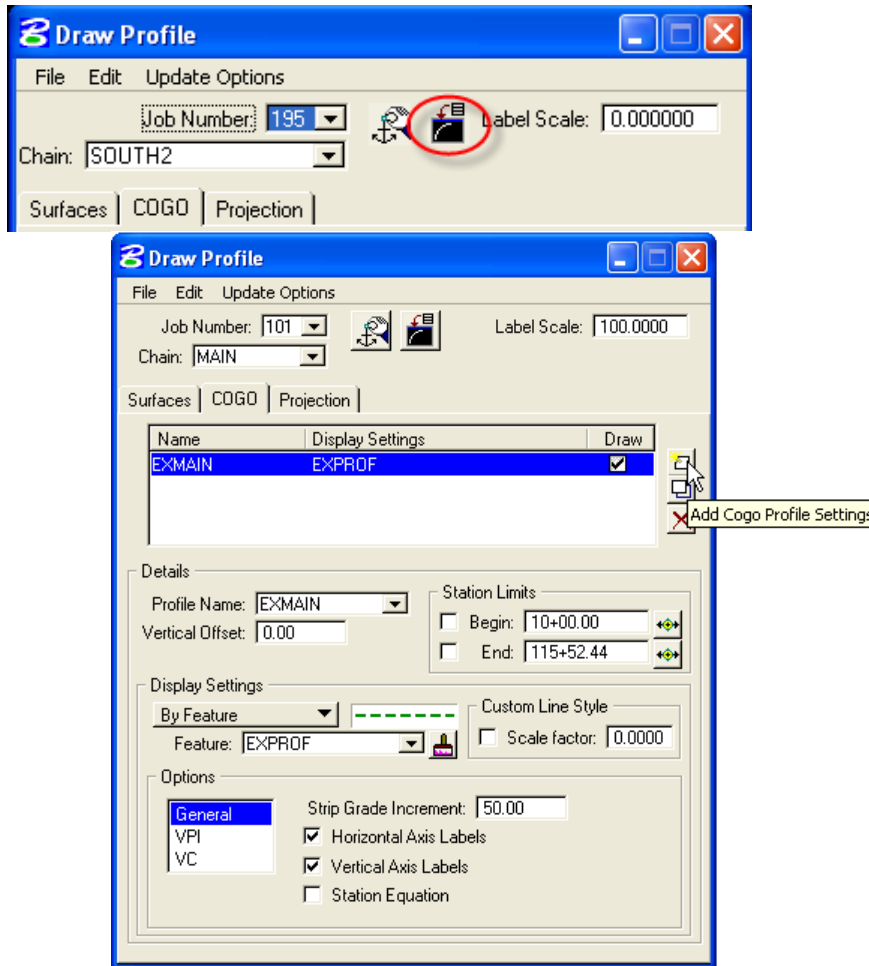 Draw Profile
File Edit Update Options
Job Number: 195 Label Scale: 0.000000
Chain: SOUTH2
Surfaces COGO Projection
Draw Profile
File Edit Update Options
Job Number: 101 Label Scale: 100.0000
Chain: MAIN
Surfaces COGO Projection
Name Display Settings Draw
EXMAIN EXPROF
Add Cogo Profile Settings
Details
Profile Name: EXMAIN
Vertical Offset: 0.00
Station Limits
Begin: 10+00.00
End: 115+52.44
Display Settings
By Feature
Feature: EXPROF
Custom Line Style
Scale factor: 0.0000
Options
General
VPI
VC
Strip Grade Increment: 50.00
Horizontal Axis Labels
Vertical Axis Labels
Station Equation